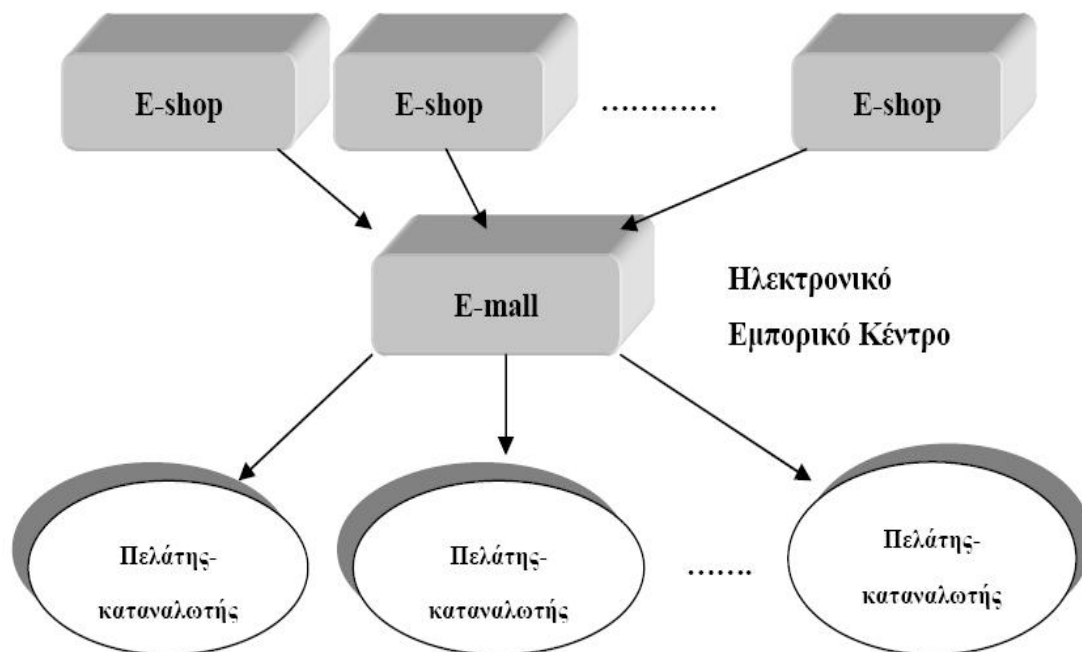 E-shop
E-shop
............
E-shop
E-mall
Ηλεκτρονικό
Εμπορικό Κέντρο
Πελάτης-
καταναλωτής
Πελάτης-
καταναλωτής
.......
Πελάτης-
καταναλωτής